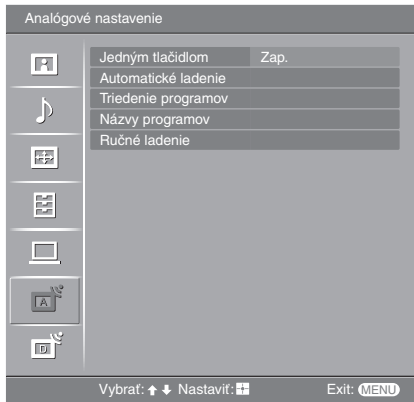 Analógové nastavenie
Jedným tlačidlom Zap.
Automatické ladenie
Triedenie programov
Názvy programov
Ručné ladenie
A
D
Vybrať: Nastaviť: Exit: MENU